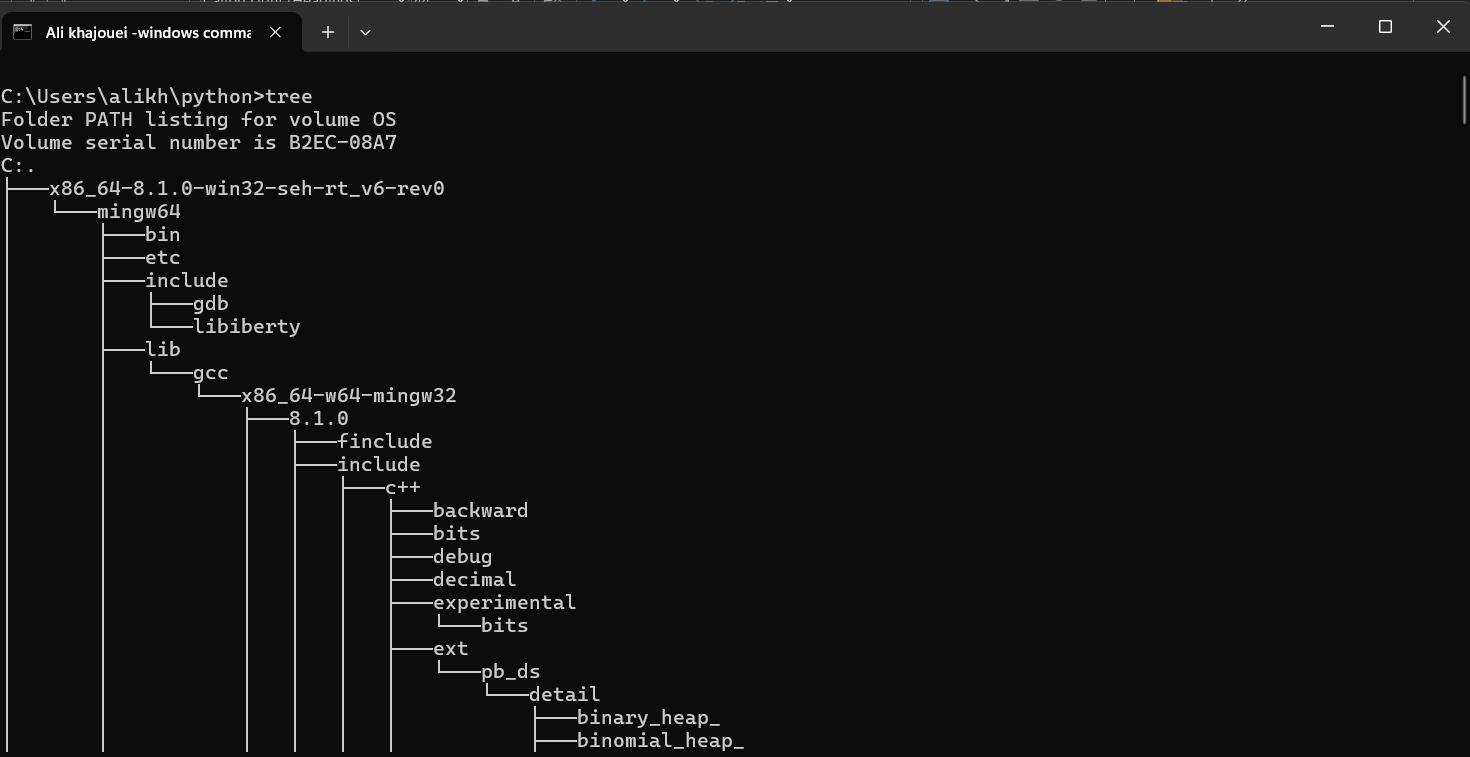 Ali khajouei -windows comma
C:\Users\alikh\python>tree
Folder PATH listing for volume OS
Volume serial number is B2EC-08A7
C:.
├───x86_64-8.1.0-win32-seh-rt_v6-rev0
│   └───mingw64
│       ├───bin
│       ├───etc
│       ├───include
│       │   ├───gdb
│       │   └───libiberty
│       ├───lib
│       │   └───gcc
│       │       └───x86_64-w64-mingw32
│       │           ├───8.1.0
│       │           │   ├───finclude
│       │           │   ├───include
│       │           │   │   ├───c++
│       │           │   │   │   ├───backward
│       │           │   │   │   ├───bits
│       │           │   │   │   ├───debug
│       │           │   │   │   ├───decimal
│       │           │   │   │   ├───experimental
│       │           │   │   │   │   └───bits
│       │           │   │   │   ├───ext
│       │           │   │   │   │   └───pb_ds
│       │           │   │   │   │       └───detail
│       │           │   │   │   │           ├───binary_heap_
│       │           │   │   │   │           ├───binomial_heap_